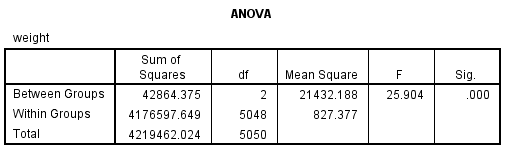 ANOVA
weight
Sum of Squares df Mean Square F Sig.
Between Groups 42864.375 2 21432.188 25.904 .000
Within Groups 4176597.649 5048 827.377
Total 4219462.024 5050